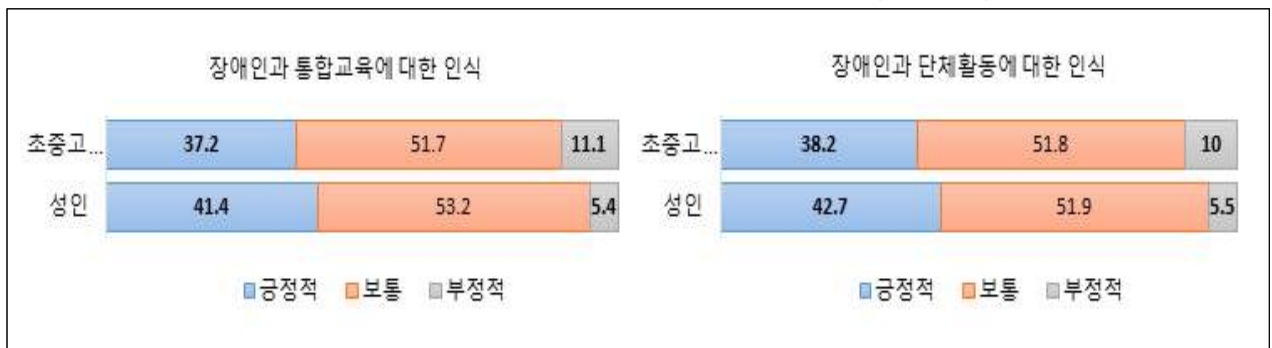 장애인과 통합교육에 대한 인식
초중고...
37.2
51.7
11.1
성인
41.4
53.2
5.4
긍정적 보통 부정적
장애인과 단체활동에 대한 인식
초중고...
38.2
51.8
10
성인
42.7
51.9
5.5
긍정적 보통 부정적